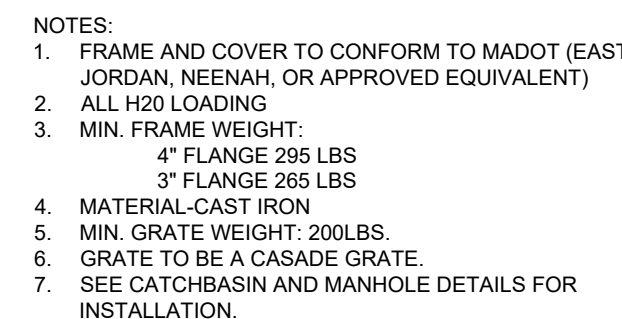 NOTES:
1. FRAME AND COVER TO CONFORM TO MADOT (EAST
JORDAN, NEENAH, OR APPROVED EQUIVALENT)
2. ALL H20 LOADING
3. MIN. FRAME WEIGHT:
4" FLANGE 295 LBS
3" FLANGE 265 LBS
4. MATERIAL-CAST IRON
5. MIN. GRATE WEIGHT: 200LBS.
6. GRATE TO BE A CASADE GRATE.
7. SEE CATCHBASIN AND MANHOLE DETAILS FOR
INSTALLATION.